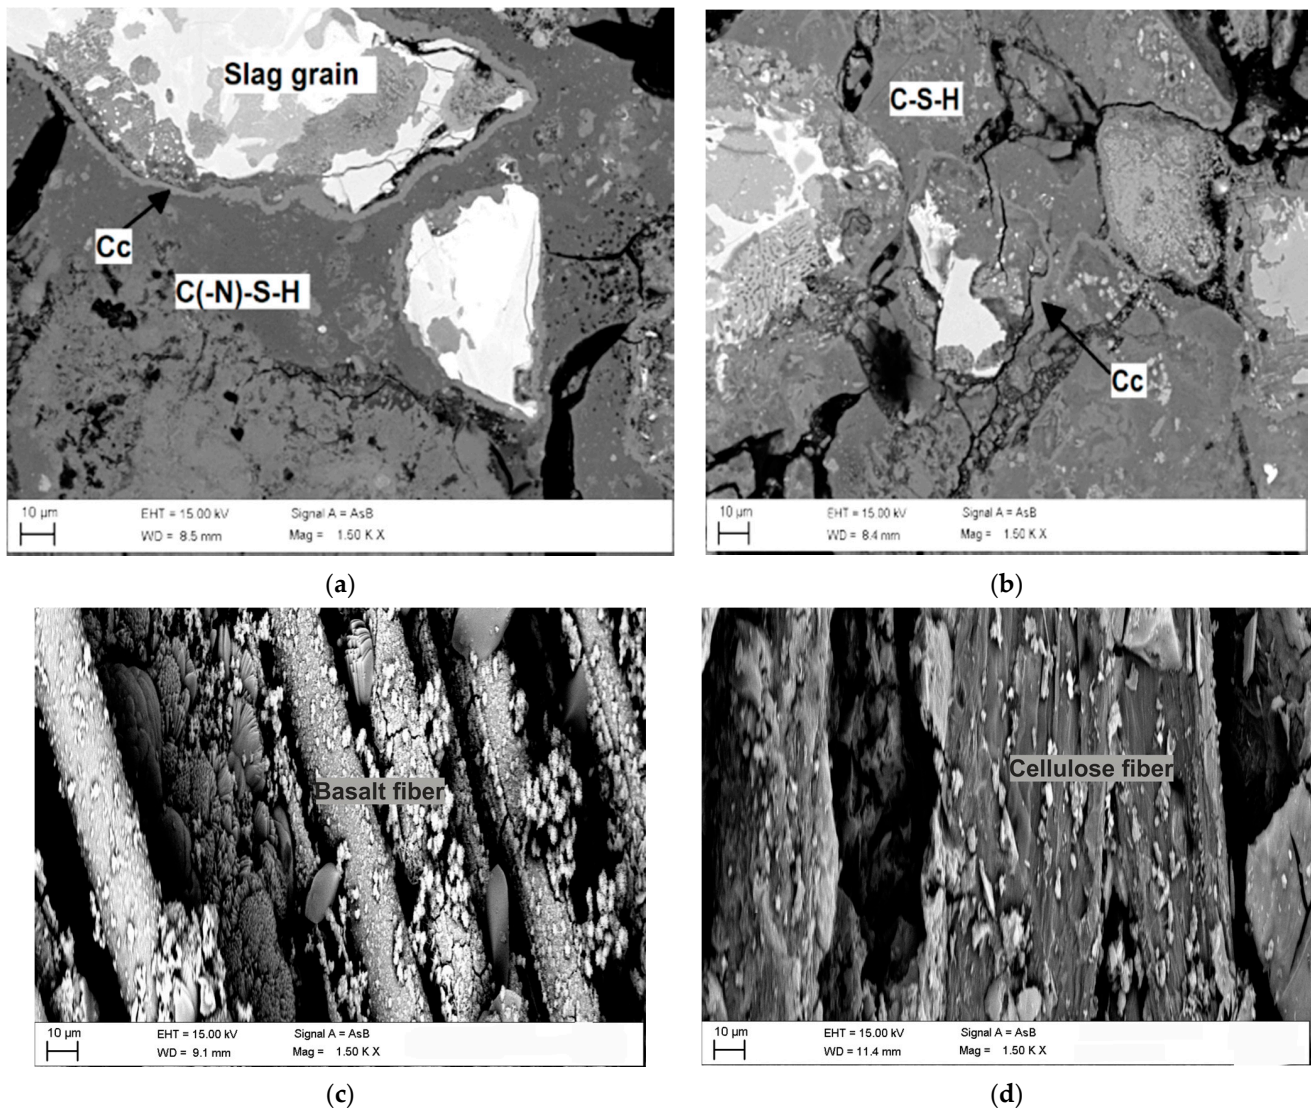 Slag grain
Cc
C(-N)-S-H
10 µm
EHT = 15.00 kV
Signal A = AsB
WD = 8.5 mm
Mag = 1.50 K X
(a)
C-S-H
Cc
10 µm
EHT = 15.00 kV
Signal A = AsB
WD = 8.4 mm
Mag = 1.50 K X
(b)
Basalt fiber
10 µm
EHT = 15.00 kV
Signal A = AsB
WD = 9.1 mm
Mag = 1.50 K X
(c)
Cellulose fiber
10 µm
EHT = 15.00 kV
Signal A = AsB
WD = 11.4 mm
Mag = 1.50 K X
(d)